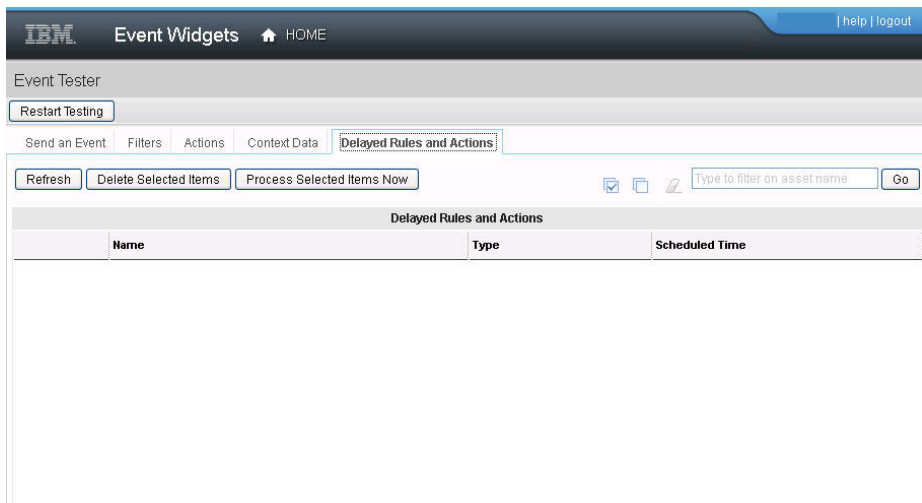 IBM. Event Widgets HOME | help | logout
Event Tester
Restart Testing
Send an Event Filters Actions Context Data Delayed Rules and Actions
Refresh Delete Selected Items Process Selected Items Now Type to filter on asset name Go
Delayed Rules and Actions
Name Type Scheduled Time